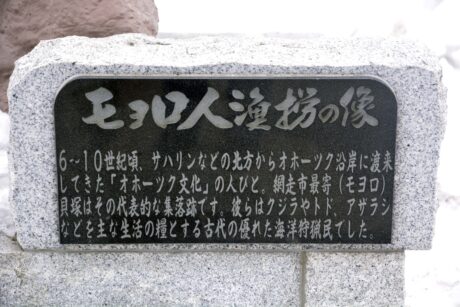 モヨロ人漁撈の像
6～10世紀頃、サハリンなどの北方からオホーツク沿岸に渡来
してきた「オホーツク文化」の人びと。網走市最寄（モヨロ）
貝塚はその代表的な集落跡です。彼らはクジラやトド、アザラシ
などを主な生活の糧とする古代の優れた海洋狩猟民でした。